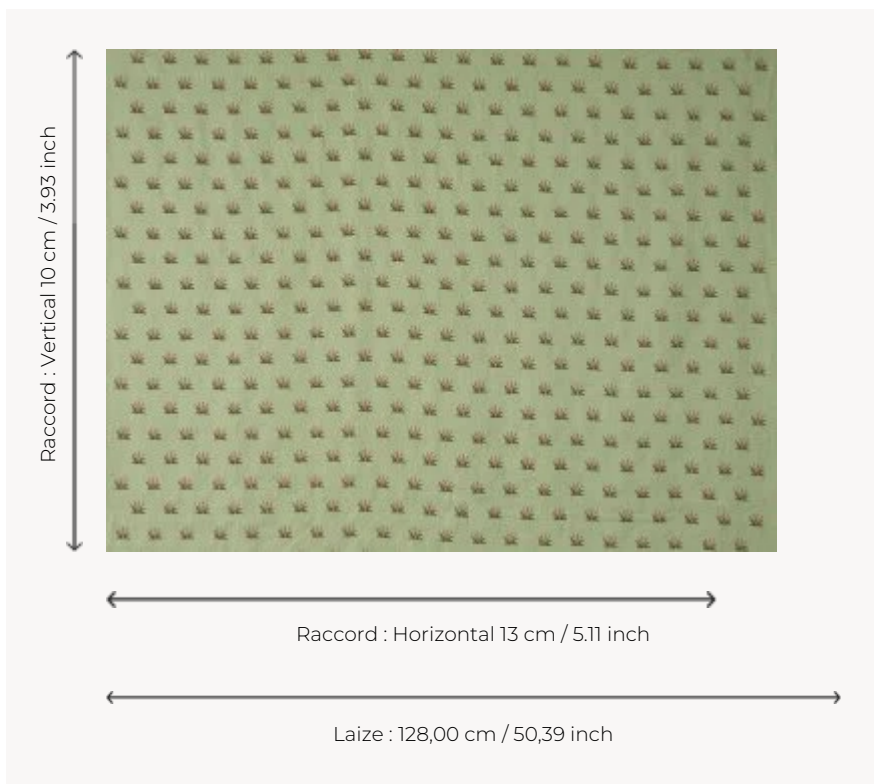 Raccord : Vertical 10 cm / 3.93 inch
Raccord : Horizontal 13 cm / 5.11 inch
Laize : 128,00 cm / 50,39 inch